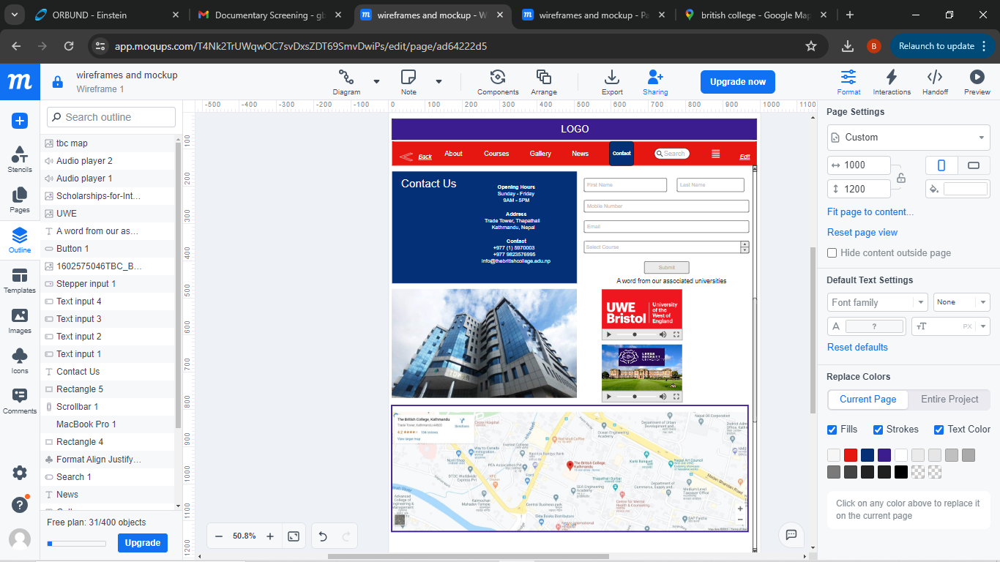 ORBUND - Einstein
Documentary Screening - gb
wireframes and mockup - W
wireframes and mockup - Pa
british college - Google Map
app.moqups.com/T4Nk2TrUWqwOC7svDxsZDT69SmvDwiPs/edit/page/ad64222d5
B
Relaunch to update
m
wireframes and mockup
Wireframe 1
Diagram
Note
Components
Arrange
Export
Sharing
Upgrade now
Format
Interactions
Handoff
Preview
Stencils
Pages
Outline
Templates
Images
Icons
Comments
Search outline
tbc map
Audio player 2
Audio player 1
Scholarships-for-Int...
UWE
A word from our as...
Button 1
1602575046TBC_B...
Stepper input 1
Text input 4
Text input 3
Text input 2
Text input 1
Contact Us
Rectangle 5
Scrollbar 1
MacBook Pro 1
Rectangle 4
Format Align Justify...
Search 1
News
Free plan: 31/400 objects
Upgrade
-500 -400 -300 -200 -100 0 100 200 300 400 500 600 700 800 900 1000 1100
100
200
300
400
500
600
700
800
900
1000
1100
1200
LOGO
Back
About
Courses
Gallery
News
Contact
Search
Edit
Contact Us
Opening Hours
Sunday - Friday
9AM - 5PM
Address
Trade Tower, Thapathali
Kathmandu, Nepal
Contact
+977 (1) 5970003
+977 9823576995
info@thebritishcollege.edu.np
First Name
Last Name
Mobile Number
Email
Select Course
Submit
A word from our associated universities
UWE Bristol
University of the West of England
LEEDS BECKETT UNIVERSITY
The British College, Kathmandu
Trade Tower, Kathmandu 44600
Directions
4.2
134 reviews
View larger map
The British College, Kathmandu
50.8%
Page Settings
Custom
1000
1200
Fit page to content...
Reset page view
Hide content outside page
Default Text Settings
Font family
None
A
?
PX
Reset defaults
Replace Colors
Current Page
Entire Project
Fills
Strokes
Text Color
Click on any color above to replace it
on the current page